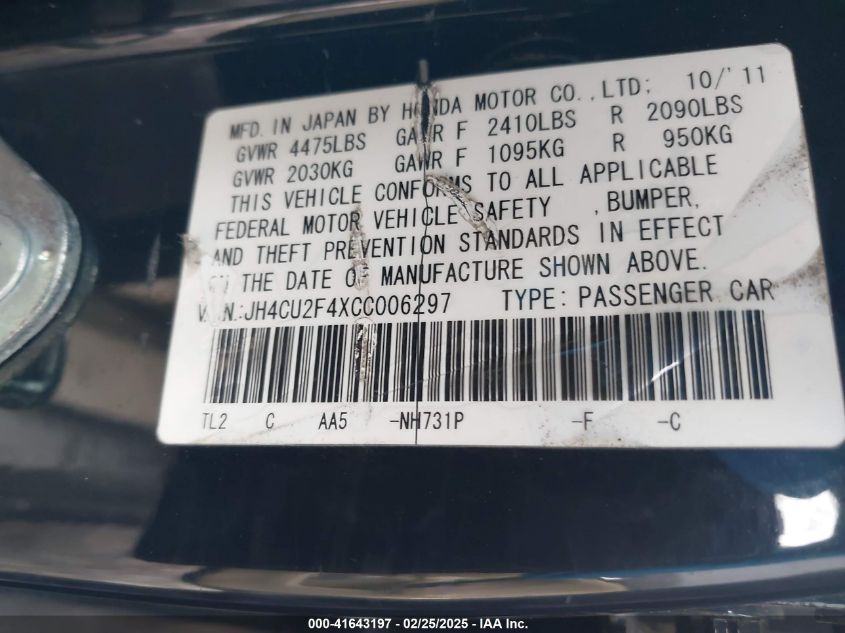 MFD. IN JAPAN BY HONDA MOTOR CO.,LTD; 10/'11
GVWR 4475LBS GAWR F 2410LBS R 2090LBS
GVWR 2030KG GAWR F 1095KG R 950KG
THIS VEHICLE CONFORMS TO ALL APPLICABLE
FEDERAL MOTOR VEHICLE SAFETY , BUMPER,
AND THEFT PREVENTION STANDARDS IN EFFECT
ON THE DATE OF MANUFACTURE SHOWN ABOVE.
V.I.N.:JH4CU2F4XCC006297 TYPE: PASSENGER CAR
TL2 C AA5 -NH731P -F -C
000-41643197 - 02/25/2025 - IAA Inc.